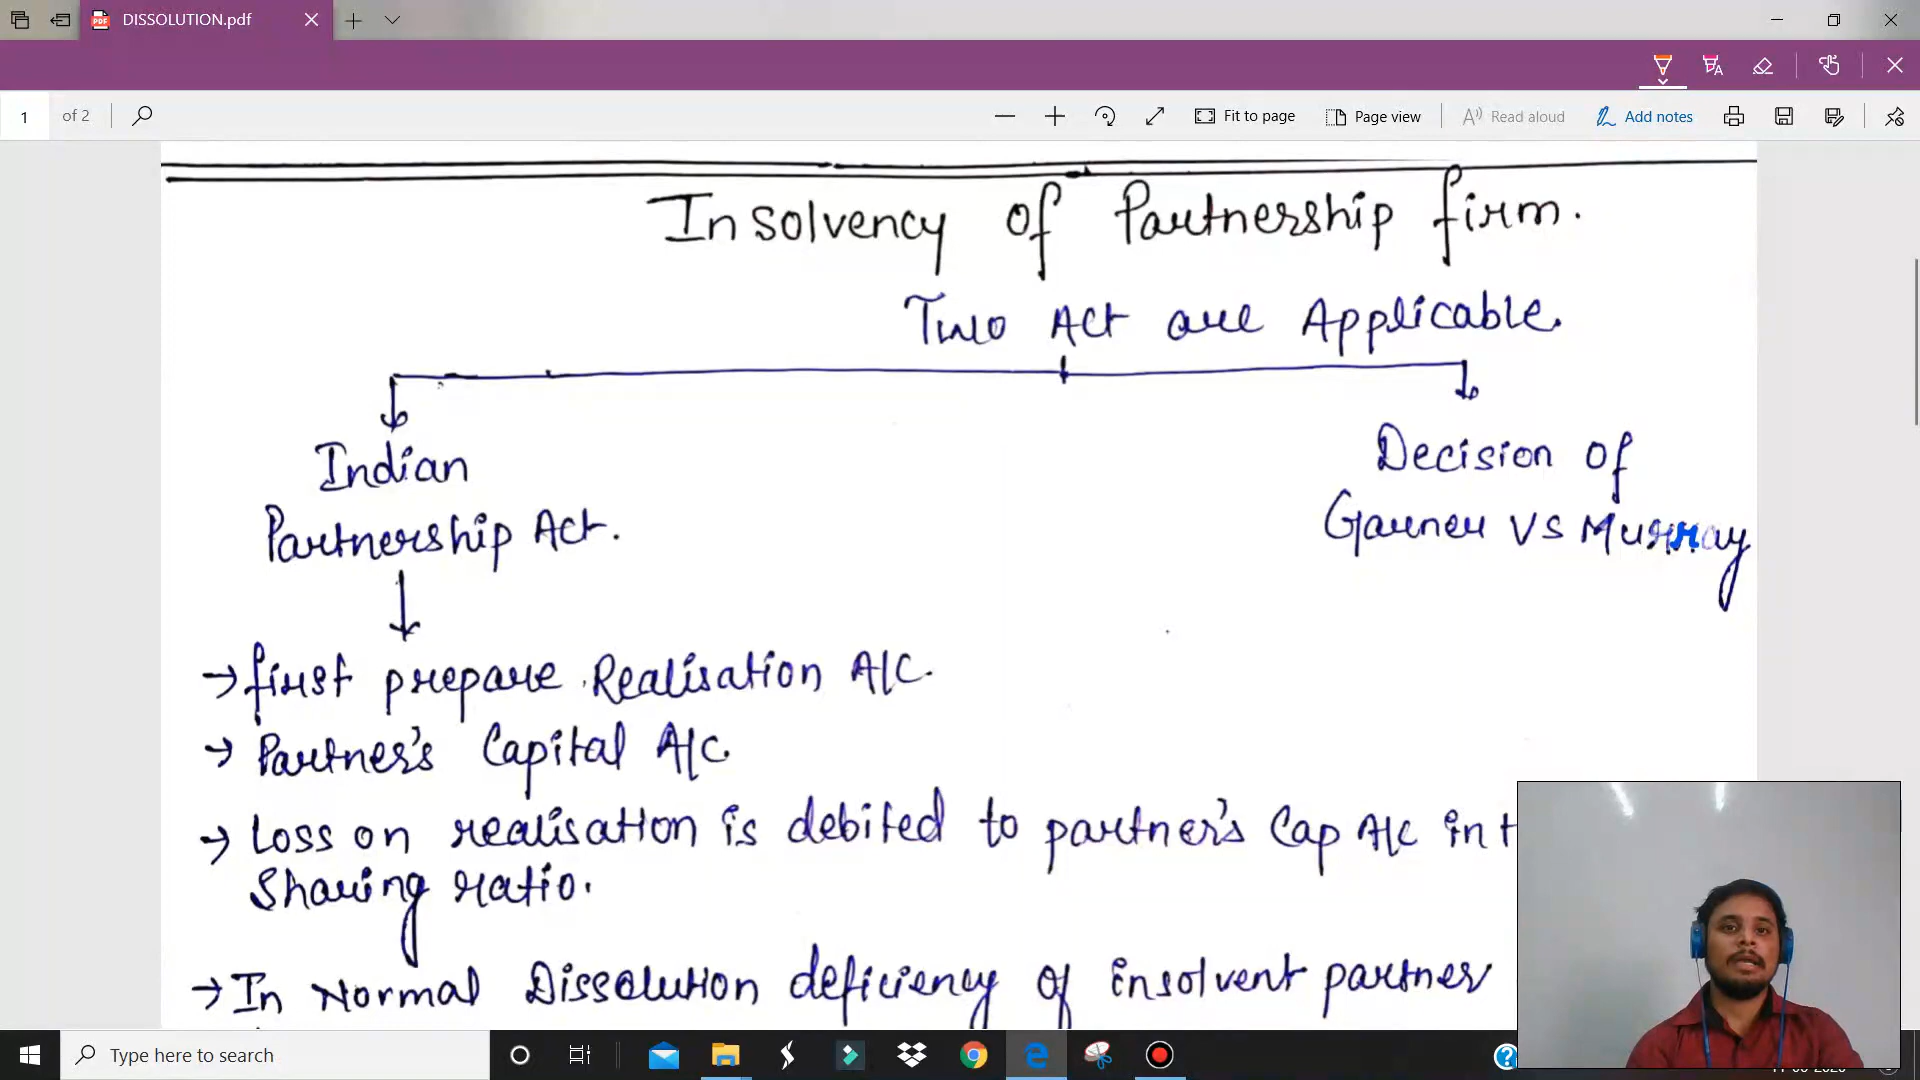 DISSOLUTION.pdf
1 of 2 Fit to page Page view Read aloud Add notes
Insolvency of Partnership firm.
Two Act are Applicable.
Indian
Partnership Act.
Decision of
Garner VS Murray
→ first prepare Realisation A/C.
→ Partner's Capital A/C.
→ Loss on realisation is debited to partner's Cap A/C in t
Sharing ratio.
→ In Normal Dissolution deficiency of insolvent partner
Type here to search